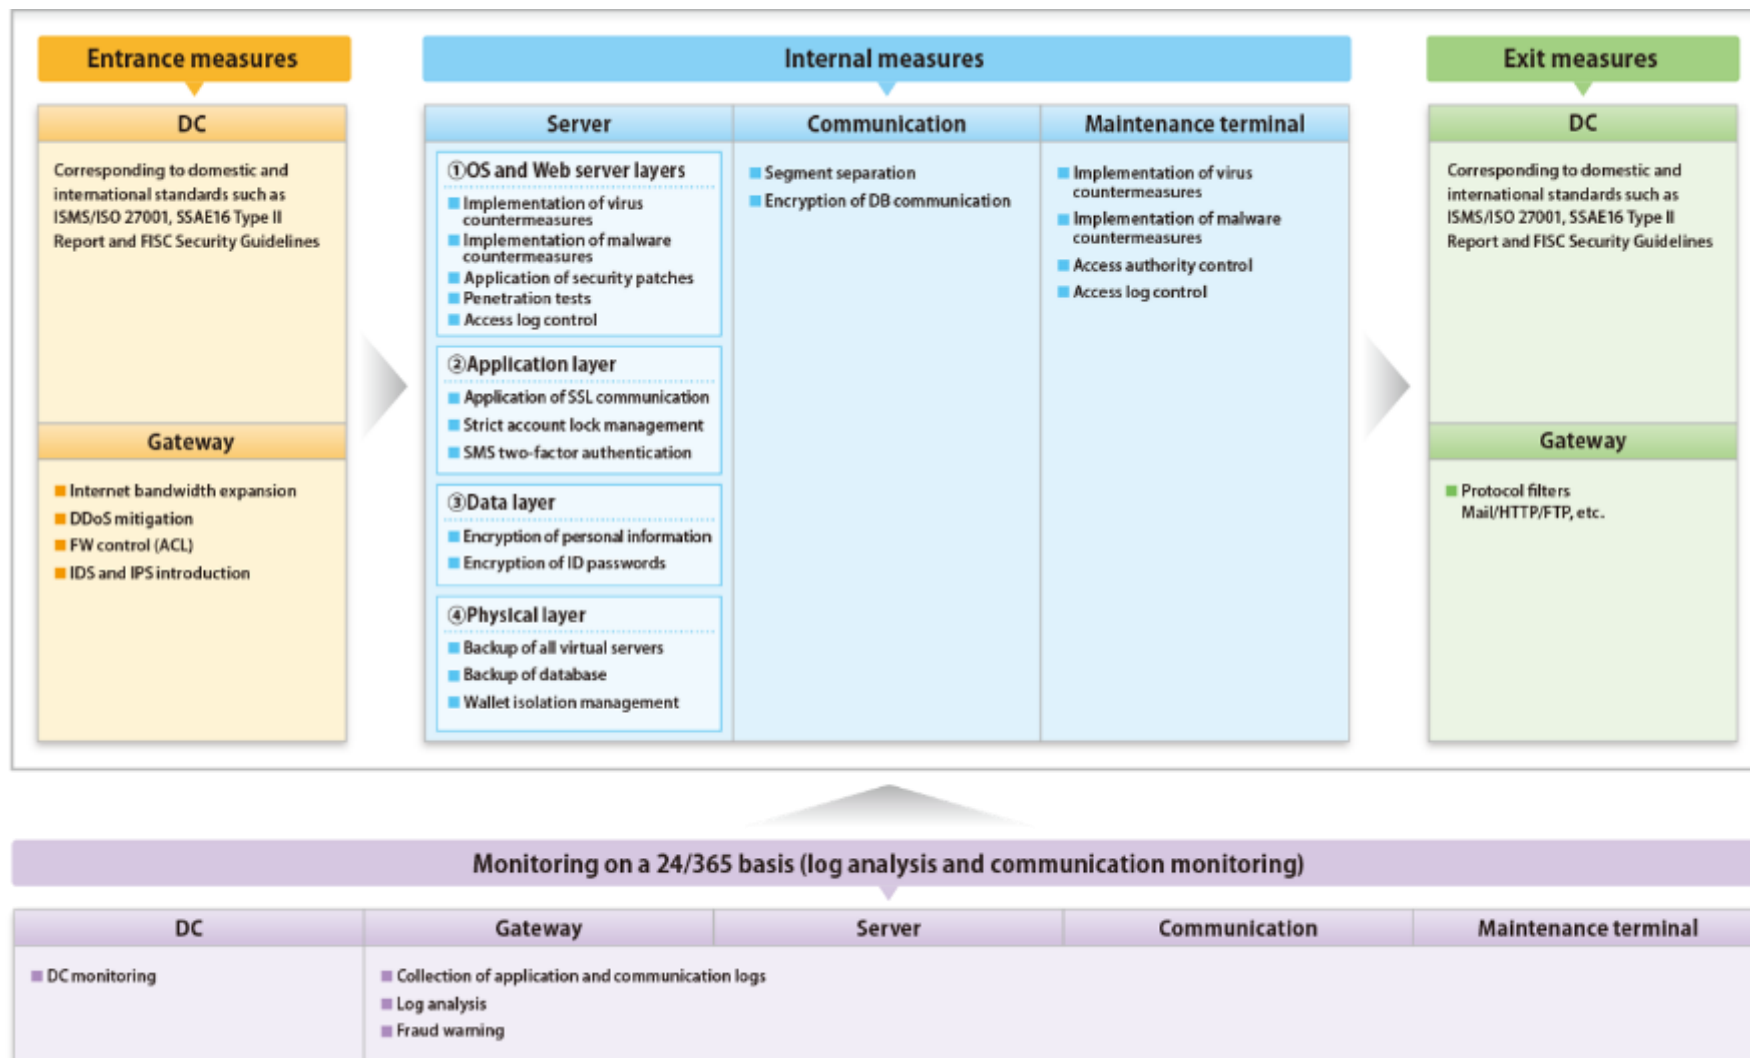 Entrance measures
DC
Corresponding to domestic and
international standards such as
ISMS/ISO 27001, SSAE16 Type II
Report and FISC Security Guidelines
Gateway
Internet bandwidth expansion
DDoS mitigation
FW control (ACL)
IDS and IPS introduction
Internal measures
Server
①OS and Web server layers
Implementation of virus
countermeasures
Implementation of malware
countermeasures
Application of security patches
Penetration tests
Access log control
②Application layer
Application of SSL communication
Strict account lock management
SMS two-factor authentication
③Data layer
Encryption of personal information
Encryption of ID passwords
④Physical layer
Backup of all virtual servers
Backup of database
Wallet isolation management
Communication
Segment separation
Encryption of DB communication
Maintenance terminal
Implementation of virus
countermeasures
Implementation of malware
countermeasures
Access authority control
Access log control
Exit measures
DC
Corresponding to domestic and
international standards such as
ISMS/ISO 27001, SSAE16 Type II
Report and FISC Security Guidelines
Gateway
Protocol filters
Mail/HTTP/FTP, etc.
Monitoring on a 24/365 basis (log analysis and communication monitoring)
DC
Gateway
Server
Communication
Maintenance terminal
DC monitoring
Collection of application and communication logs
Log analysis
Fraud warning